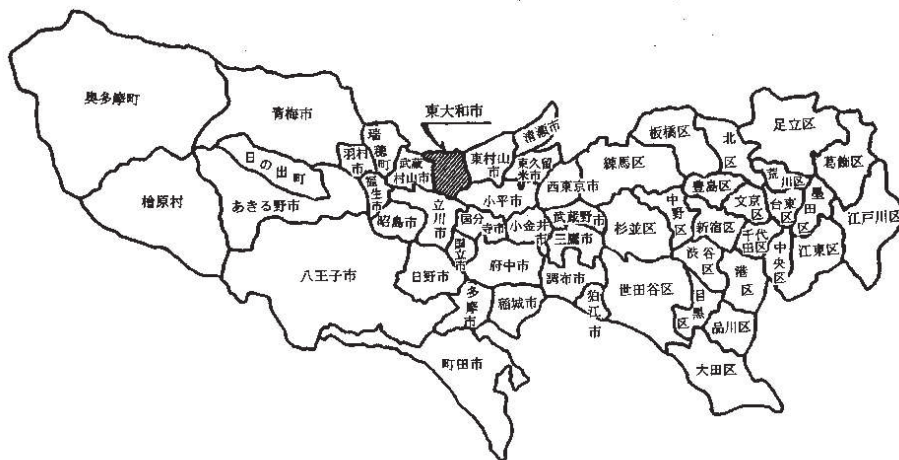 奥多摩町
青梅市
東大和市
瑞穂町
羽村市
日の出町
武蔵
村山市
東村山
市
清瀬市
東久留
米市
板橋区
北区
足立区
葛飾区
練馬区
荒
川区
檜原村
あきる野市
福生市
昭島市
立川市
小平市
西東京市
豊島区
文京
区
台東
区
墨田区
江戸川区
国分
寺市
小金井
市
武蔵野
市
三鷹市
杉並区
中野区
新宿区
千代
田区
中央区
江東区
国立市
渋谷
区
港区
八王子市
日野市
府中市
調布市
狛江市
世田谷区
目黒
区
品川区
多摩市
稲城市
町田市
大田区